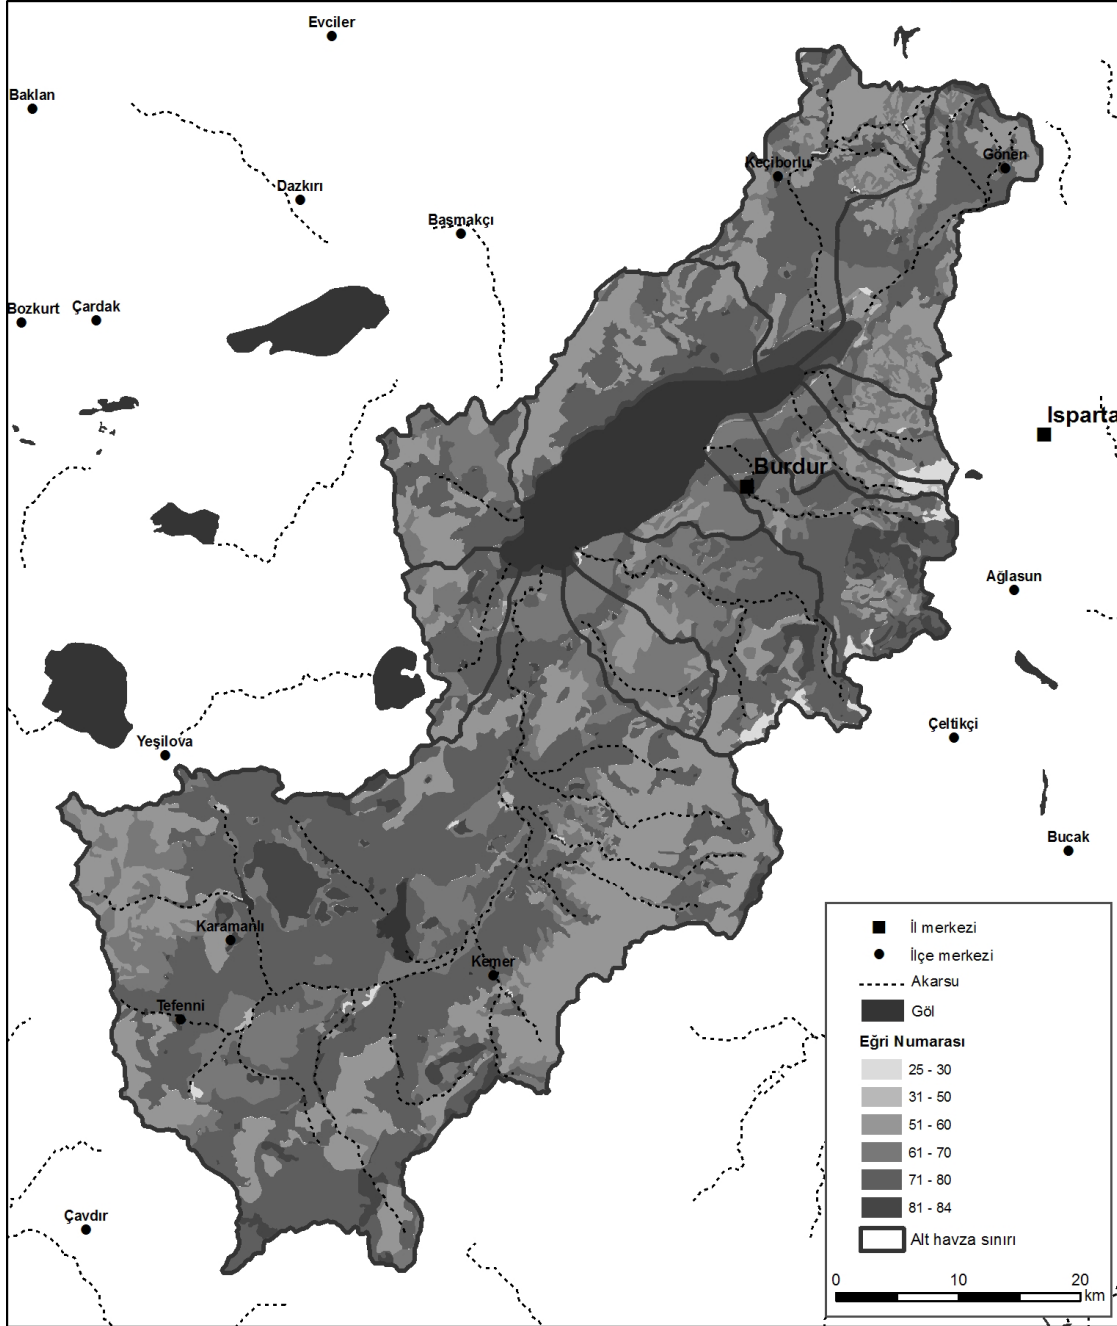 Evciler
Baklan
Keçiborlu
Gönen
Dazkırı
Başmakçı
Bozkurt
Çardak
Isparta
Burdur
Ağlasun
Çeltikçi
Yeşilova
Bucak
Karamanlı
Kemer
Tefenni
Çavdır
İl merkezi
İlçe merkezi
Akarsu
Göl
Eğri Numarası
25 - 30
31 - 50
51 - 60
61 - 70
71 - 80
81 - 84
Alt havza sınırı
0 10 20
km